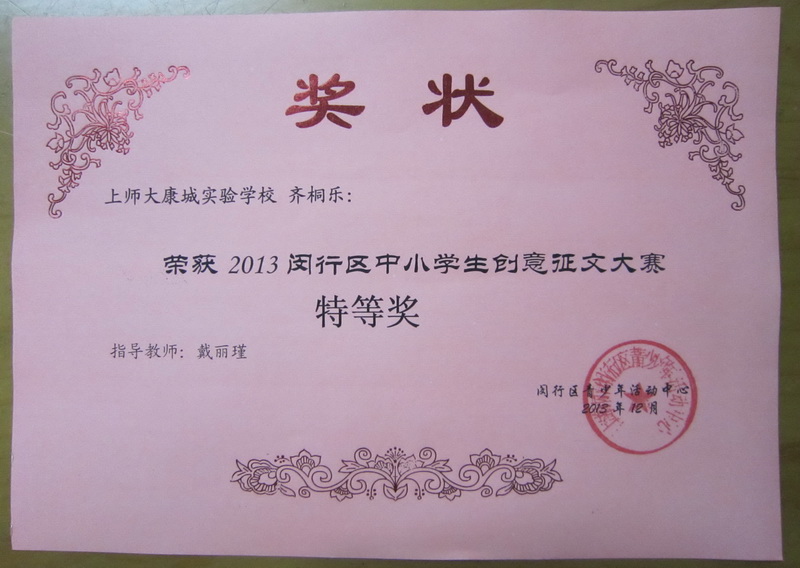 奖状
上师大康城实验学校 齐桐乐：
荣获 2013 闵行区中小学生创意征文大赛
特等奖
指导教师：戴丽瑾
闵行区青少年活动中心
2013 年 12 月